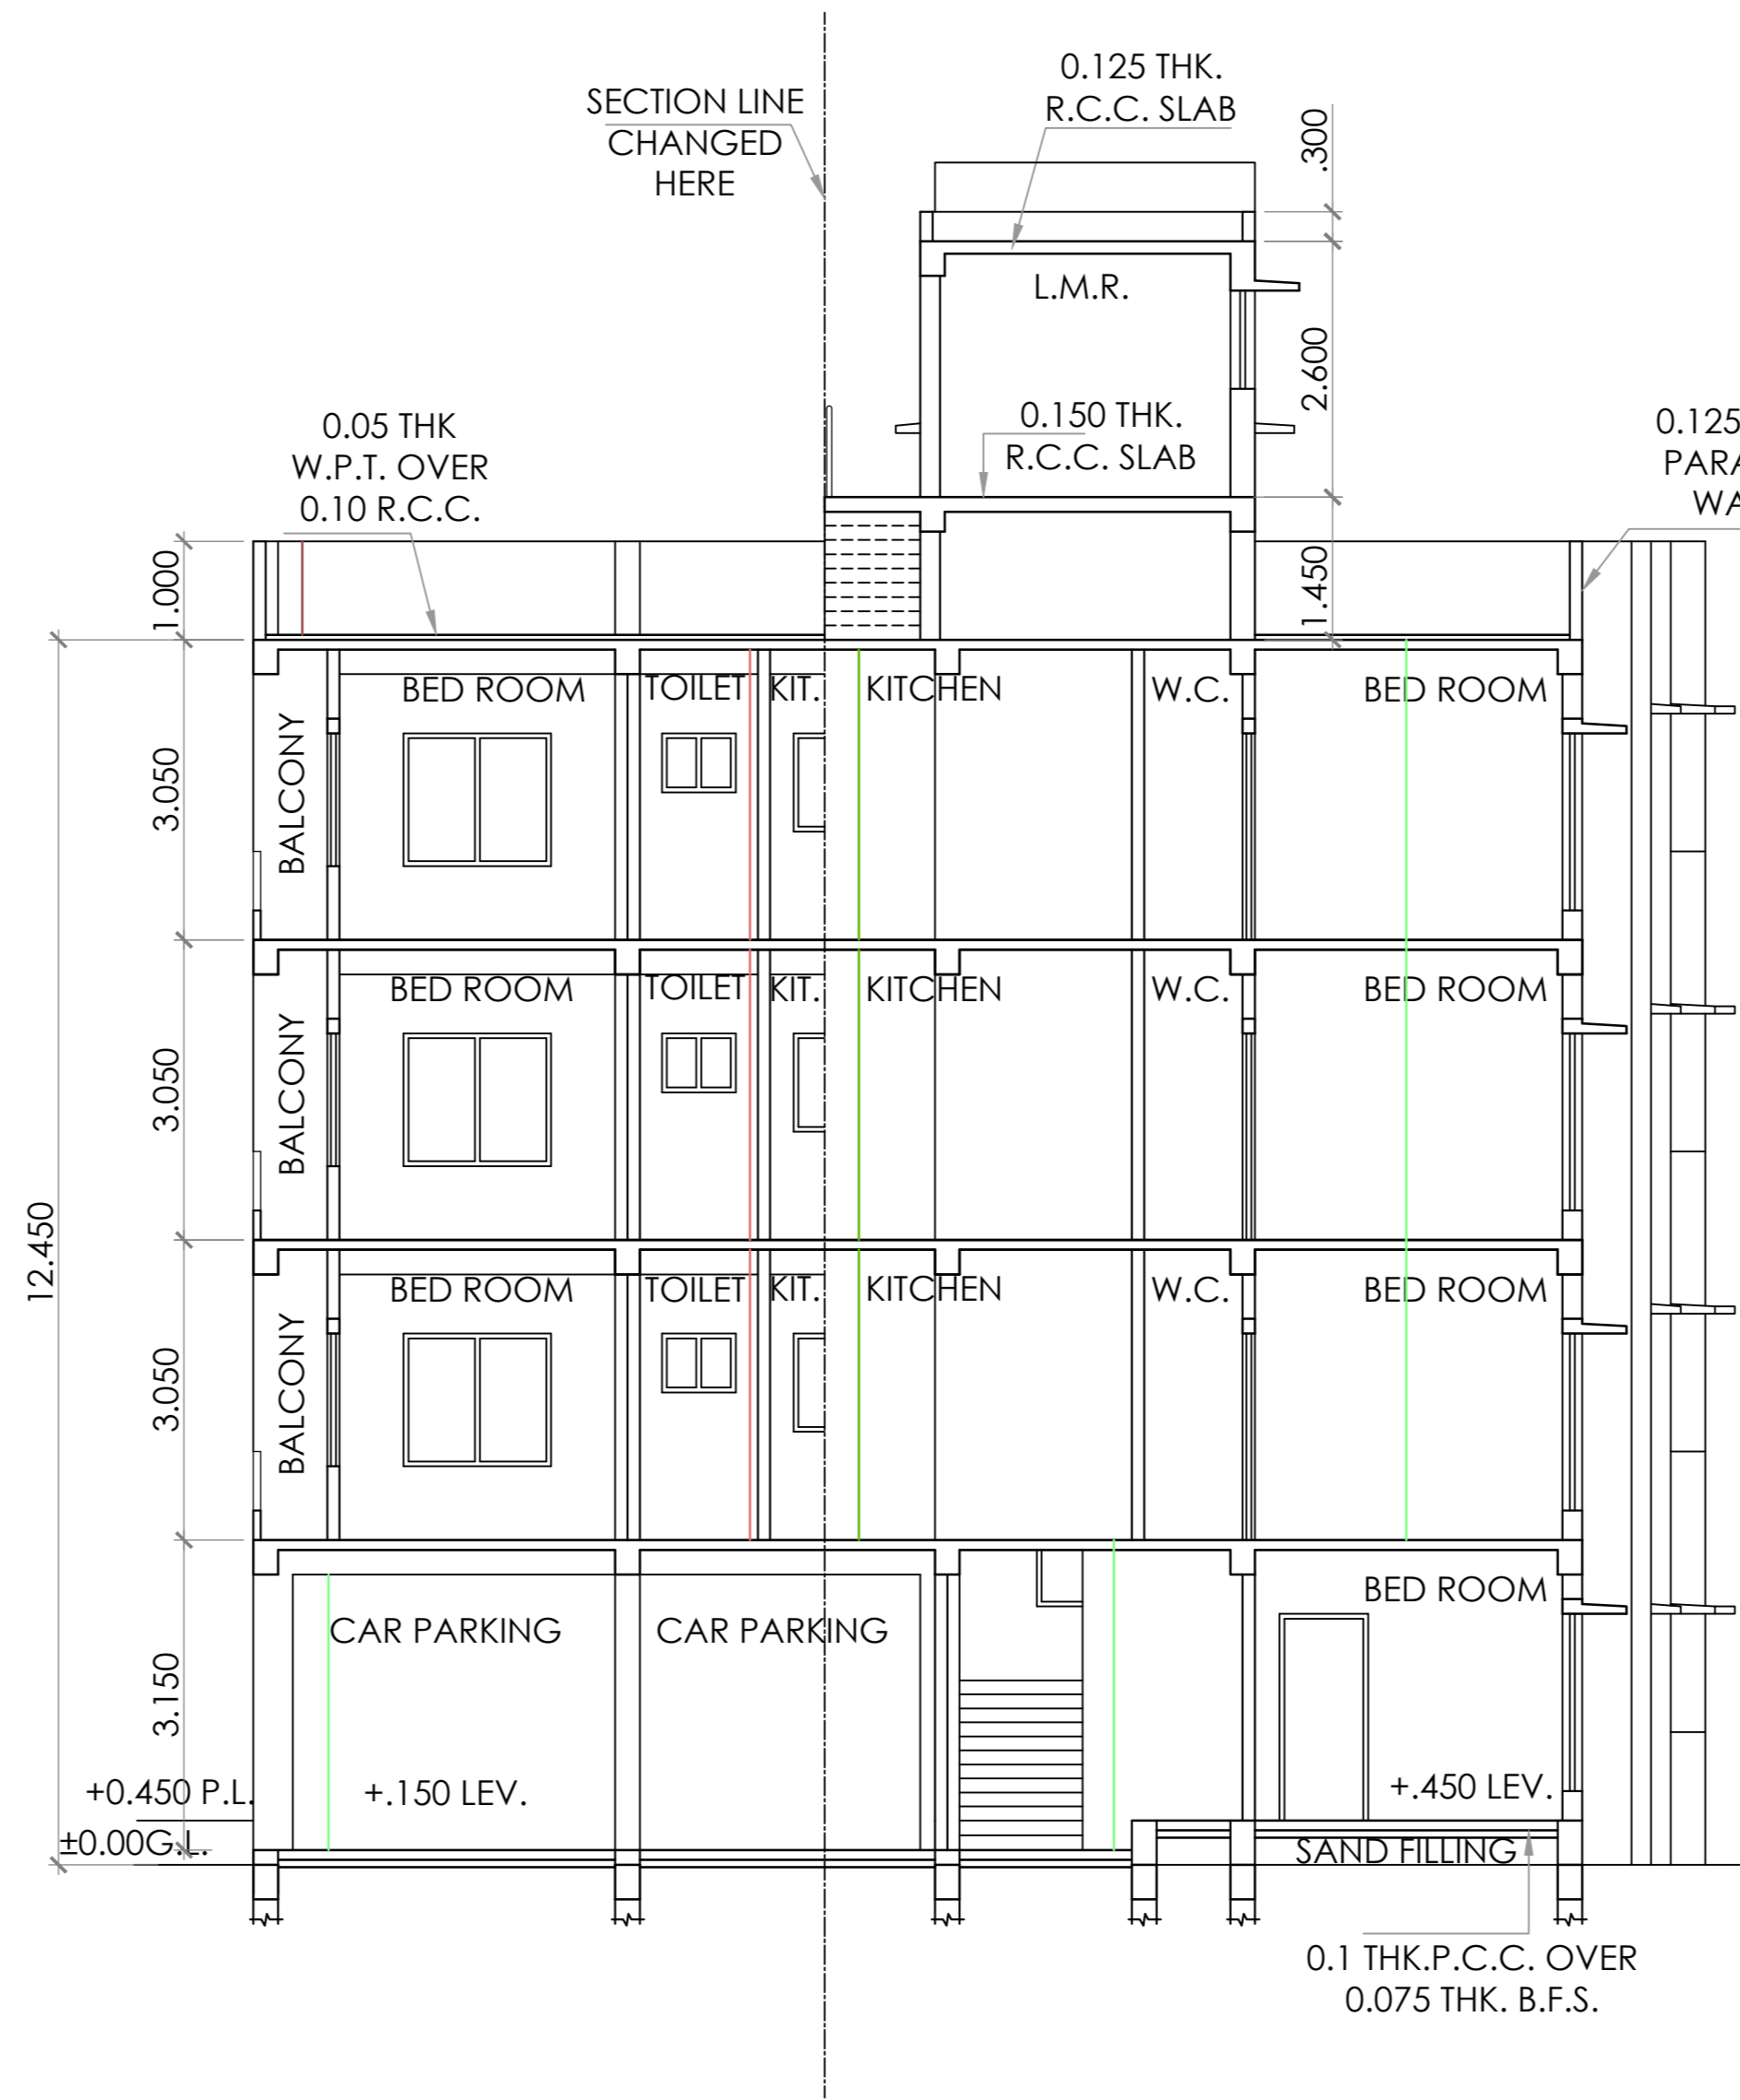 0.125 THK.
R.C.C. SLAB
SECTION LINE
CHANGED
HERE
.300
L.M.R.
2.600
0.150 THK.
R.C.C. SLAB
0.05 THK
W.P.T. OVER
0.10 R.C.C.
0.125
PARA
WA
1.000
1.450
BED ROOM TOILET KIT. KITCHEN W.C. BED ROOM
BALCONY
3.050
BED ROOM TOILET KIT. KITCHEN W.C. BED ROOM
BALCONY
3.050
12.450
BED ROOM TOILET KIT. KITCHEN W.C. BED ROOM
BALCONY
3.050
BED ROOM
CAR PARKING CAR PARKING
3.150
+0.450 P.L. +.150 LEV. +.450 LEV.
±0.00G.L.
SAND FILLING
0.1 THK.P.C.C. OVER
0.075 THK. B.F.S.